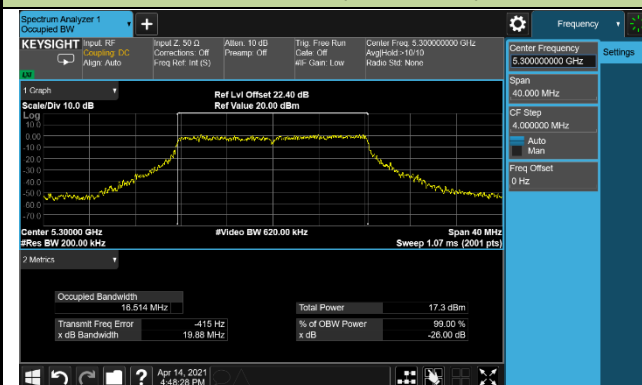 Spectrum Analyzer 1
Occupied BW
+
Frequency
KEYSIGHT
Input: RF
Coupling: DC
Align: Auto
Input Z: 50 Ω
Corrections: Off
Freq Ref: Int (S)
Atten: 10 dB
Preamp: Off
Trig: Free Run
Gate: Off
#IF Gain: Low
Center Freq: 5.300000000 GHz
Avg|Hold:>10/10
Radio Std: None
Center Frequency
5.300000000 GHz
Settings
Span
40.000 MHz
CF Step
4.000000 MHz
Auto
Man
Freq Offset
0 Hz
1 Graph
Scale/Div 10.0 dB
Ref Lvl Offset 22.40 dB
Ref Value 20.00 dBm
Log
10.0
0.00
-10.0
-20.0
-30.0
-40.0
-50.0
-60.0
-70.0
Center 5.30000 GHz
#Res BW 200.00 kHz
#Video BW 620.00 kHz
Span 40 MHz
Sweep 1.07 ms (2001 pts)
2 Metrics
Occupied Bandwidth
16.514 MHz
Total Power 17.3 dBm
Transmit Freq Error -415 Hz
% of OBW Power 99.00 %
x dB Bandwidth 19.88 MHz
x dB -26.00 dB
?
Apr 14, 2021
4:48:28 PM